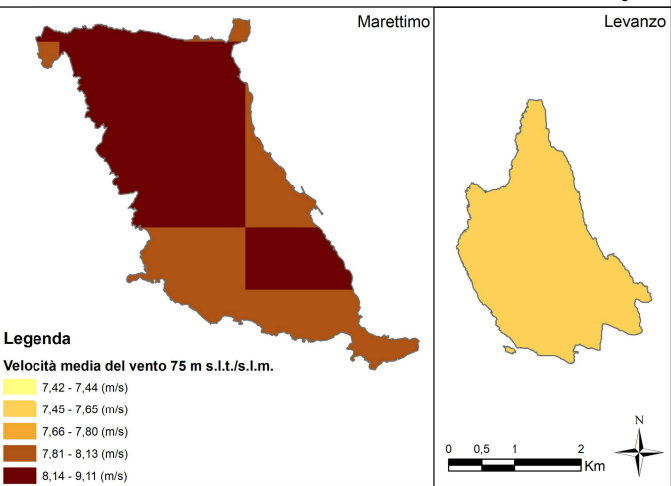 Marettimo
Levanzo
Legenda
Velocità media del vento 75 m s.l.t./s.l.m.
7,42 - 7,44 (m/s)
7,45 - 7,65 (m/s)
7,66 - 7,80 (m/s)
7,81 - 8,13 (m/s)
8,14 - 9,11 (m/s)
N
0 0,5 1 2
Km